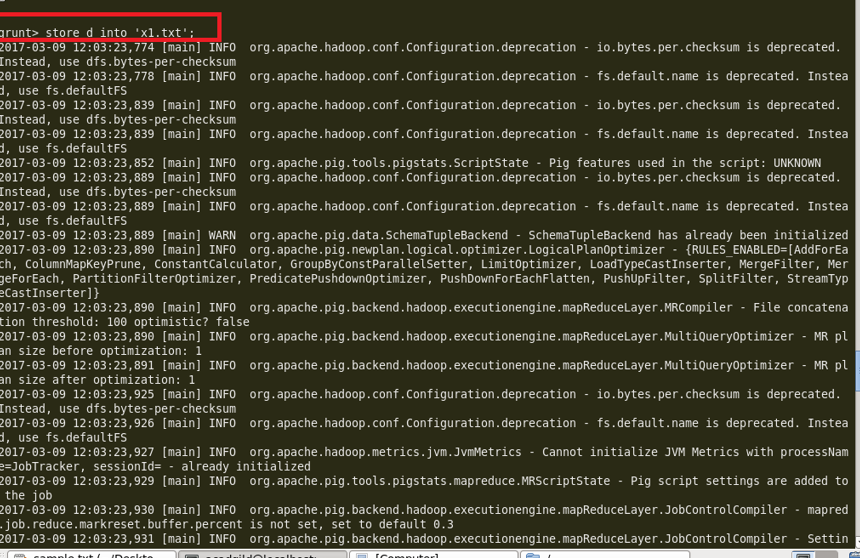 grunt> store d into 'x1.txt';
2017-03-09 12:03:23,774 [main] INFO  org.apache.hadoop.conf.Configuration.deprecation - io.bytes.per.checksum is deprecated.
Instead, use dfs.bytes-per-checksum
2017-03-09 12:03:23,778 [main] INFO  org.apache.hadoop.conf.Configuration.deprecation - fs.default.name is deprecated. Instea
d, use fs.defaultFS
2017-03-09 12:03:23,839 [main] INFO  org.apache.hadoop.conf.Configuration.deprecation - io.bytes.per.checksum is deprecated.
Instead, use dfs.bytes-per-checksum
2017-03-09 12:03:23,839 [main] INFO  org.apache.hadoop.conf.Configuration.deprecation - fs.default.name is deprecated. Instea
d, use fs.defaultFS
2017-03-09 12:03:23,852 [main] INFO  org.apache.pig.tools.pigstats.ScriptState - Pig features used in the script: UNKNOWN
2017-03-09 12:03:23,889 [main] INFO  org.apache.hadoop.conf.Configuration.deprecation - io.bytes.per.checksum is deprecated.
Instead, use dfs.bytes-per-checksum
2017-03-09 12:03:23,889 [main] INFO  org.apache.hadoop.conf.Configuration.deprecation - fs.default.name is deprecated. Instea
d, use fs.defaultFS
2017-03-09 12:03:23,889 [main] WARN  org.apache.pig.data.SchemaTupleBackend - SchemaTupleBackend has already been initialized
2017-03-09 12:03:23,890 [main] INFO  org.apache.pig.newplan.logical.optimizer.LogicalPlanOptimizer - {RULES_ENABLED=[AddForEa
ch, ColumnMapKeyPrune, ConstantCalculator, GroupByConstParallelSetter, LimitOptimizer, LoadTypeCastInserter, MergeFilter, Mer
geForEach, PartitionFilterOptimizer, PredicatePushdownOptimizer, PushDownForEachFlatten, PushUpFilter, SplitFilter, StreamTyp
eCastInserter]}
2017-03-09 12:03:23,890 [main] INFO  org.apache.pig.backend.hadoop.executionengine.mapReduceLayer.MRCompiler - File concatena
tion threshold: 100 optimistic? false
2017-03-09 12:03:23,890 [main] INFO  org.apache.pig.backend.hadoop.executionengine.mapReduceLayer.MultiQueryOptimizer - MR pl
an size before optimization: 1
2017-03-09 12:03:23,891 [main] INFO  org.apache.pig.backend.hadoop.executionengine.mapReduceLayer.MultiQueryOptimizer - MR pl
an size after optimization: 1
2017-03-09 12:03:23,925 [main] INFO  org.apache.hadoop.conf.Configuration.deprecation - io.bytes.per.checksum is deprecated.
Instead, use dfs.bytes-per-checksum
2017-03-09 12:03:23,926 [main] INFO  org.apache.hadoop.conf.Configuration.deprecation - fs.default.name is deprecated. Instea
d, use fs.defaultFS
2017-03-09 12:03:23,927 [main] INFO  org.apache.hadoop.metrics.jvm.JvmMetrics - Cannot initialize JVM Metrics with processNam
e=JobTracker, sessionId= - already initialized
2017-03-09 12:03:23,929 [main] INFO  org.apache.pig.tools.pigstats.mapreduce.MRScriptState - Pig script settings are added to
 the job
2017-03-09 12:03:23,930 [main] INFO  org.apache.pig.backend.hadoop.executionengine.mapReduceLayer.JobControlCompiler - mapred
.job.reduce.markreset.buffer.percent is not set, set to default 0.3
2017-03-09 12:03:23,931 [main] INFO  org.apache.pig.backend.hadoop.executionengine.mapReduceLayer.JobControlCompiler - Settin
sample.txt (~/Deskto [Computer]